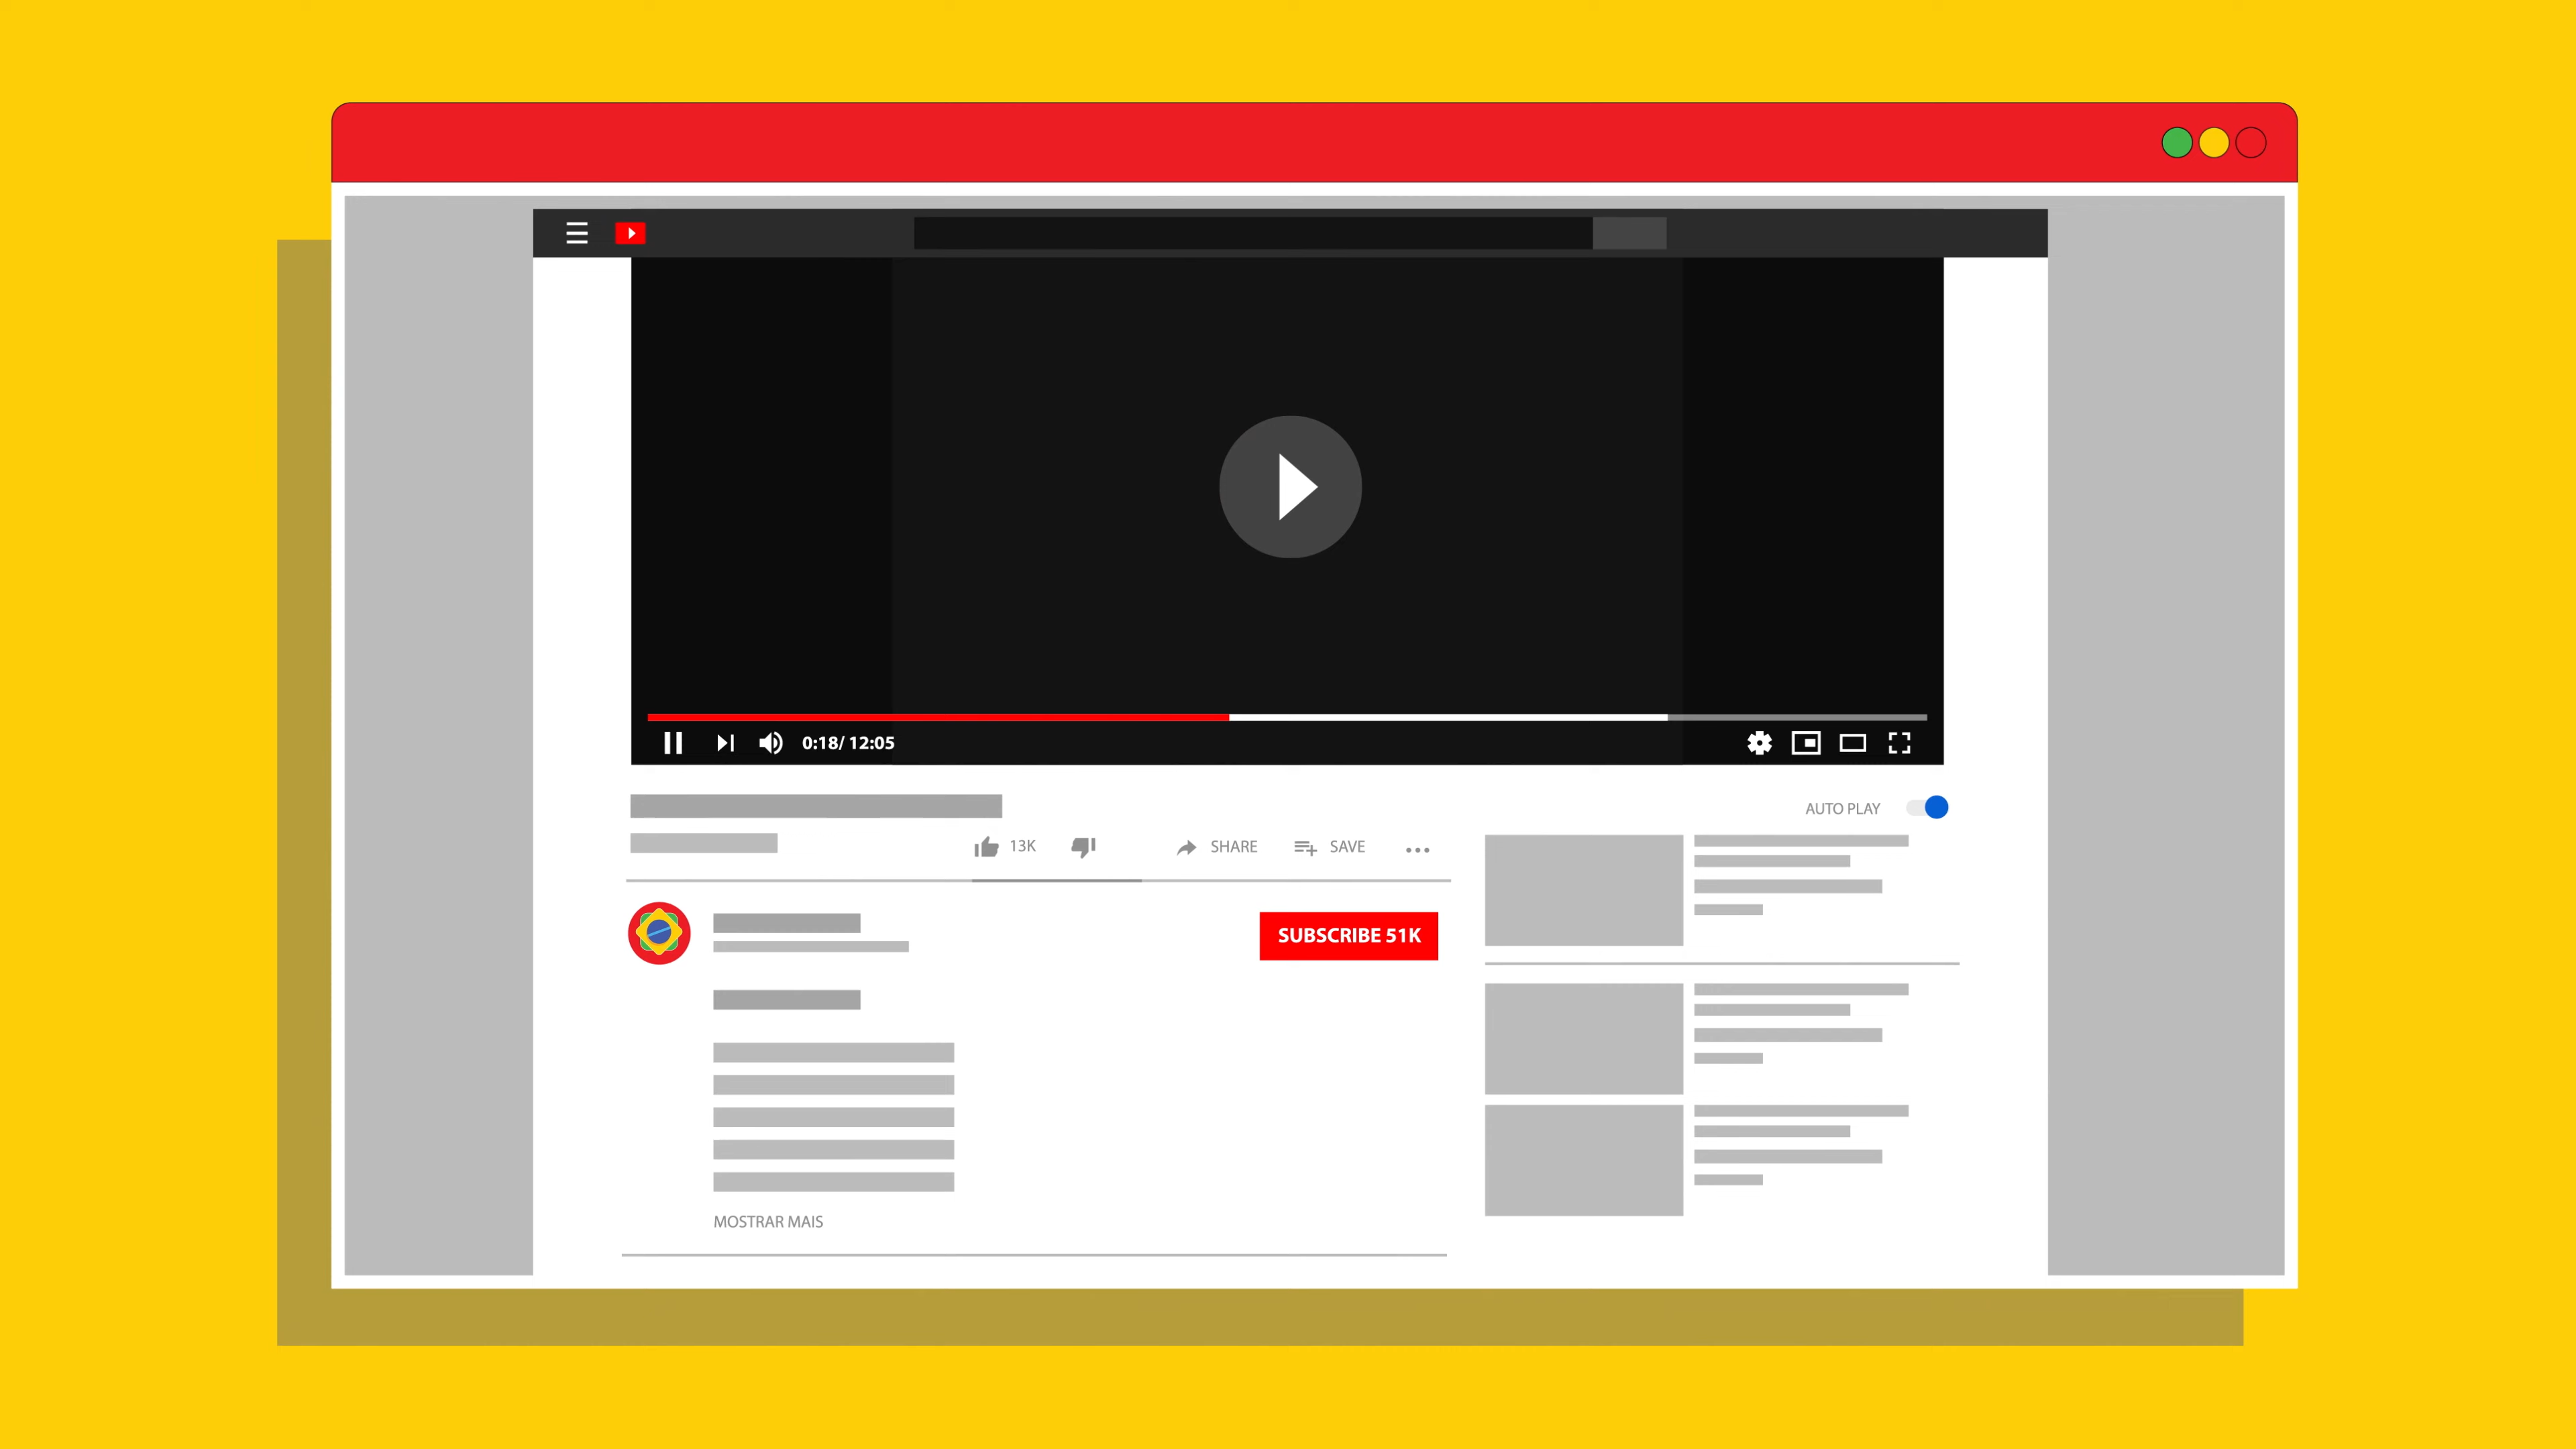 0:18/ 12:05
AUTO PLAY
13K
SHARE
SAVE
SUBSCRIBE 51K
MOSTRAR MAIS